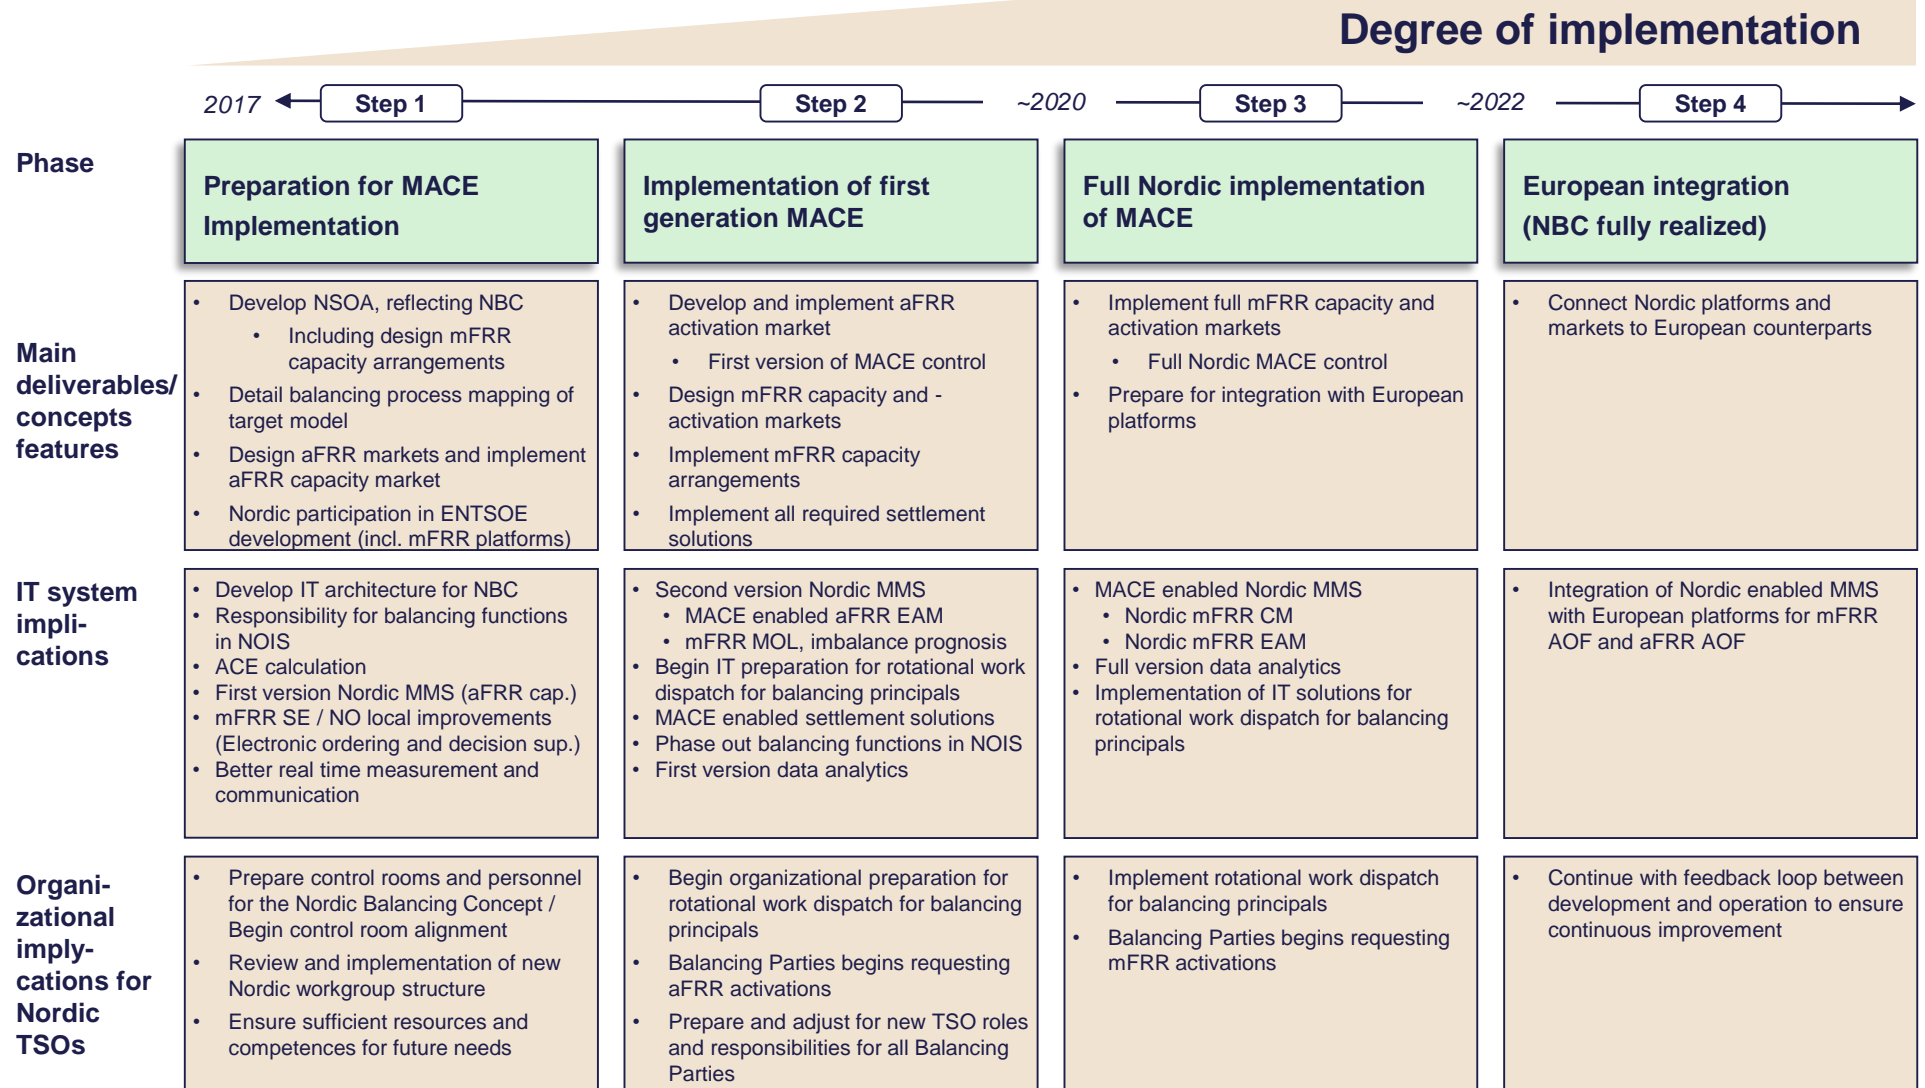 Degree of implementation
2017
Step 1
Step 2
~2020
Step 3
~2022
Step 4
Phase
Preparation for MACE
Implementation
Implementation of first
generation MACE
Full Nordic implementation
of MACE
European integration
(NBC fully realized)
Main
deliverables/
concepts
features
• Develop NSOA, reflecting NBC
• Including design mFRR
capacity arrangements
• Detail balancing process mapping of
target model
• Design aFRR markets and implement
aFRR capacity market
• Nordic participation in ENTSOE
development (incl. mFRR platforms)
• Develop and implement aFRR
activation market
• First version of MACE control
• Design mFRR capacity and -
activation markets
• Implement mFRR capacity
arrangements
• Implement all required settlement
solutions
• Implement full mFRR capacity and
activation markets
• Full Nordic MACE control
• Prepare for integration with European
platforms
• Connect Nordic platforms and
markets to European counterparts
IT system
impli-
cations
• Develop IT architecture for NBC
• Responsibility for balancing functions
in NOIS
• ACE calculation
• First version Nordic MMS (aFRR cap.)
• mFRR SE / NO local improvements
(Electronic ordering and decision sup.)
• Better real time measurement and
communication
• Second version Nordic MMS
• MACE enabled aFRR EAM
• mFRR MOL, imbalance prognosis
• Begin IT preparation for rotational work
dispatch for balancing principals
• MACE enabled settlement solutions
• Phase out balancing functions in NOIS
• First version data analytics
• MACE enabled Nordic MMS
• Nordic mFRR CM
• Nordic mFRR EAM
• Full version data analytics
• Implementation of IT solutions for
rotational work dispatch for balancing
principals
• Integration of Nordic enabled MMS
with European platforms for mFRR
AOF and aFRR AOF
Organi-
zational
imply-
cations for
Nordic
TSOs
• Prepare control rooms and personnel
for the Nordic Balancing Concept /
Begin control room alignment
• Review and implementation of new
Nordic workgroup structure
• Ensure sufficient resources and
competences for future needs
• Begin organizational preparation for
rotational work dispatch for balancing
principals
• Balancing Parties begins requesting
aFRR activations
• Prepare and adjust for new TSO roles
and responsibilities for all Balancing
Parties
• Implement rotational work dispatch
for balancing principals
• Balancing Parties begins requesting
mFRR activations
• Continue with feedback loop between
development and operation to ensure
continuous improvement